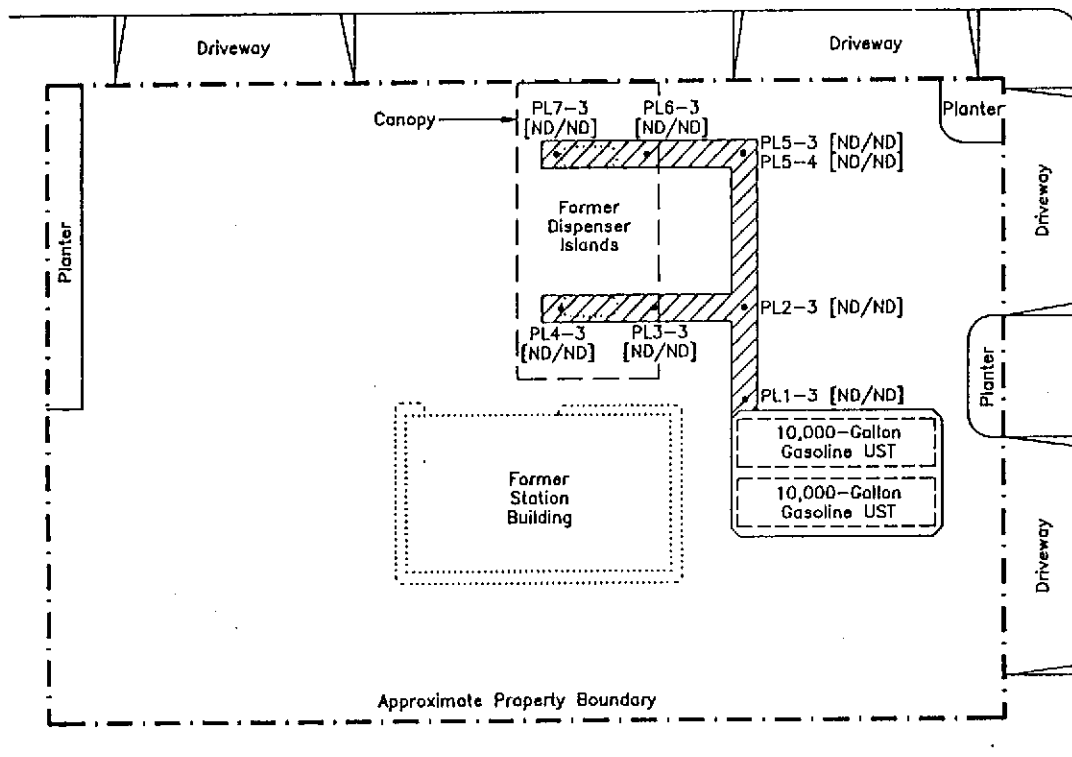 Driveway
Driveway
Canopy
PL7-3
[ND/ND]
PL6-3
[ND/ND]
PL5-3 [ND/ND]
PL5-4 [ND/ND]
Planter
Planter
Driveway
Former
Dispenser
Islands
PL2-3 [ND/ND]
PL4-3
[ND/ND]
PL3-3
[ND/ND]
Planter
PL1-3 [ND/ND]
10,000-Gallon
Gasoline UST
10,000-Gallon
Gasoline UST
Former
Station
Building
Driveway
Approximate Property Boundary